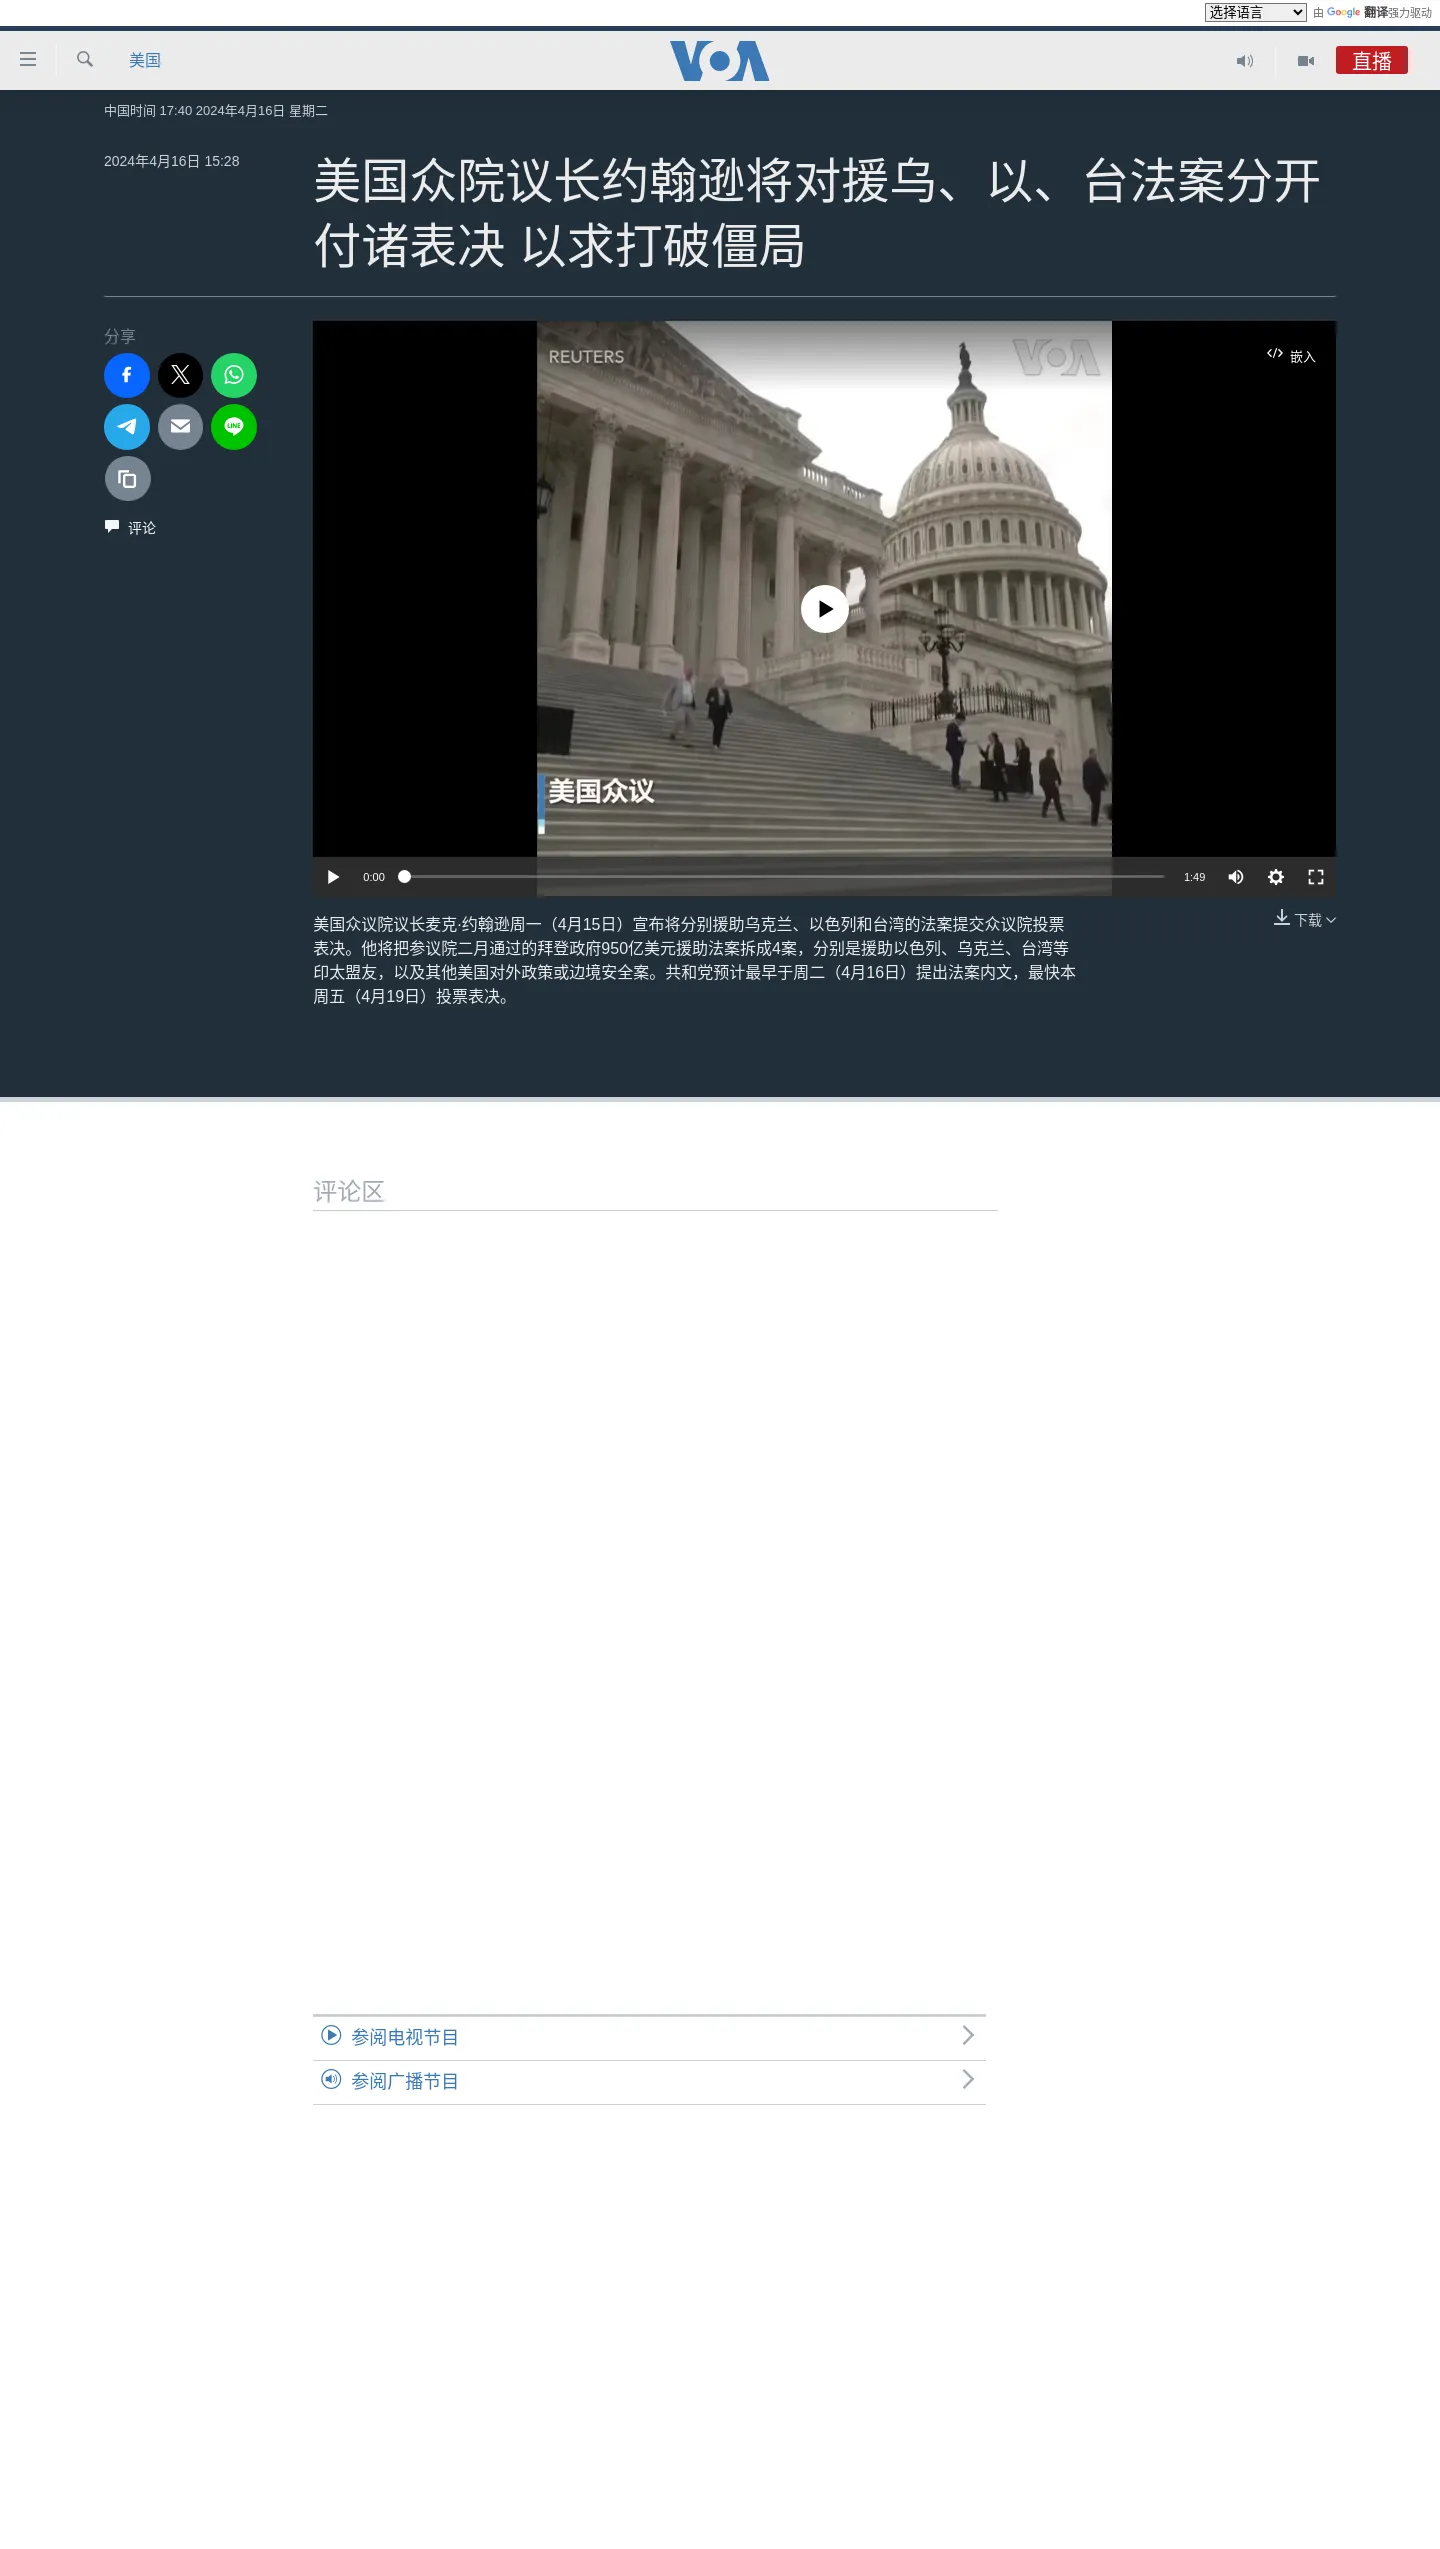 选择语言
由 Google 翻译强力驱动
美国
VOA
直播
中国时间 17:40 2024年4月16日 星期二
2024年4月16日 15:28
美国众院议长约翰逊将对援乌、以、台法案分开
付诸表决 以求打破僵局
分享
LINE
评论
REUTERS
VOA
嵌入
美国众议
0:00
1:49
下载
美国众议院议长麦克·约翰逊周一（4月15日）宣布将分别援助乌克兰、以色列和台湾的法案提交众议院投票
表决。他将把参议院二月通过的拜登政府950亿美元援助法案拆成4案，分别是援助以色列、乌克兰、台湾等
印太盟友，以及其他美国对外政策或边境安全案。共和党预计最早于周二（4月16日）提出法案内文，最快本
周五（4月19日）投票表决。
评论区
参阅电视节目
参阅广播节目